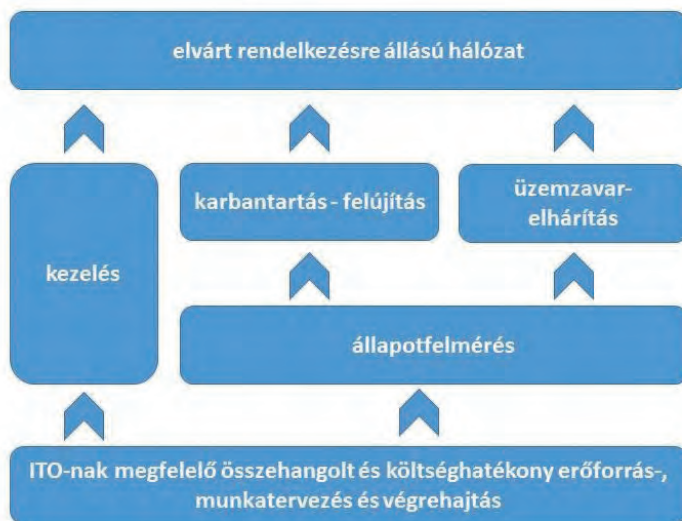 elvárt rendelkezésre állású hálózat
karbantartás - felújítás
üzemzavar-
elhárítás
kezelés
állapotfelmérés
ITO-nak megfelelő összehangolt és költséghatékony erőforrás-,
munkatervezés és végrehajtás